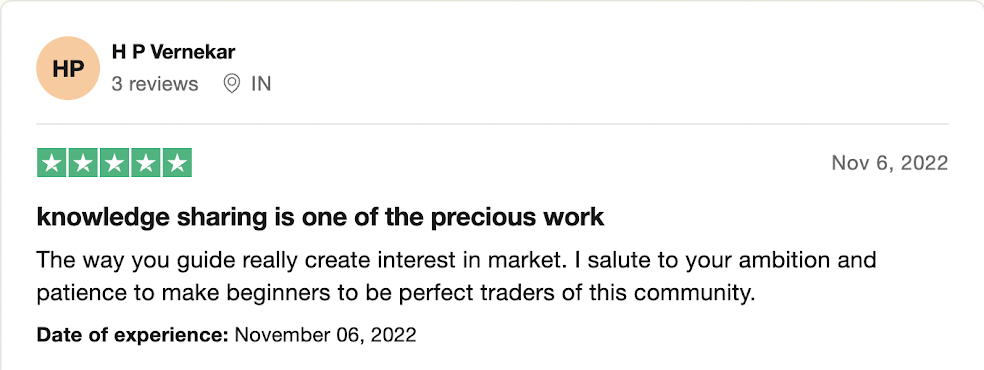 HP
H P Vernekar
3 reviews IN
Nov 6, 2022
knowledge sharing is one of the precious work
The way you guide really create interest in market. I salute to your ambition and
patience to make beginners to be perfect traders of this community.
Date of experience: November 06, 2022